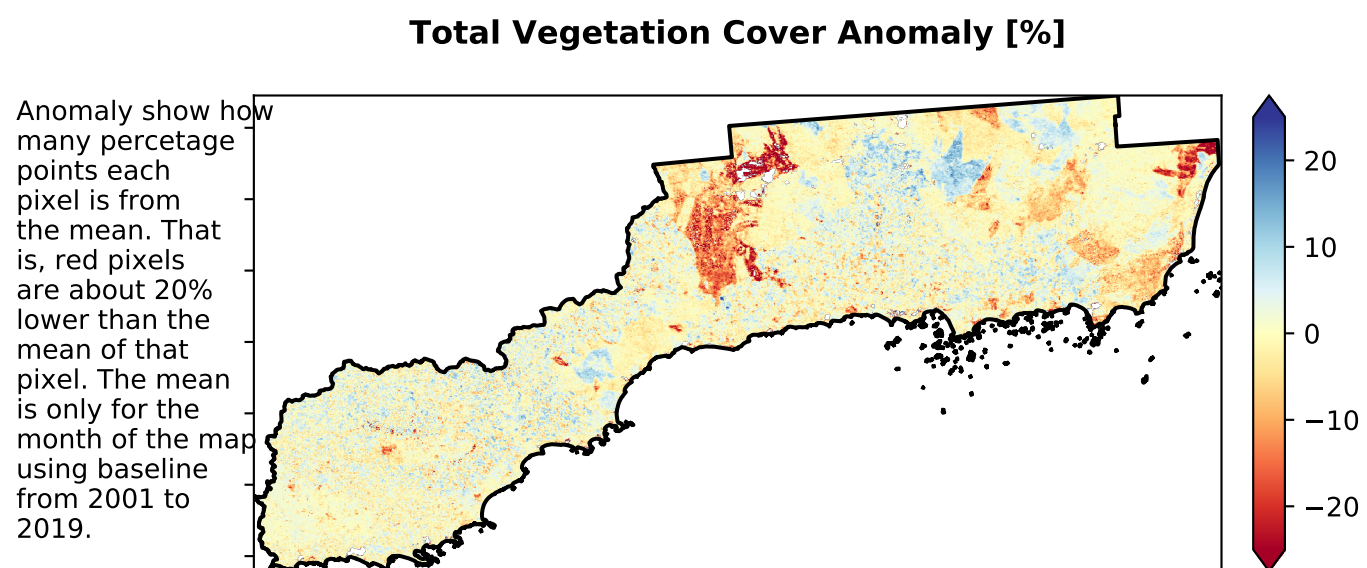 Total Vegetation Cover Anomaly [%]
Anomaly show how
many percetage
points each
pixel is from
the mean. That
is, red pixels
are about 20%
lower than the
mean of that
pixel. The mean
is only for the
month of the map
using baseline
from 2001 to
2019.
20
10
0
−10
−20